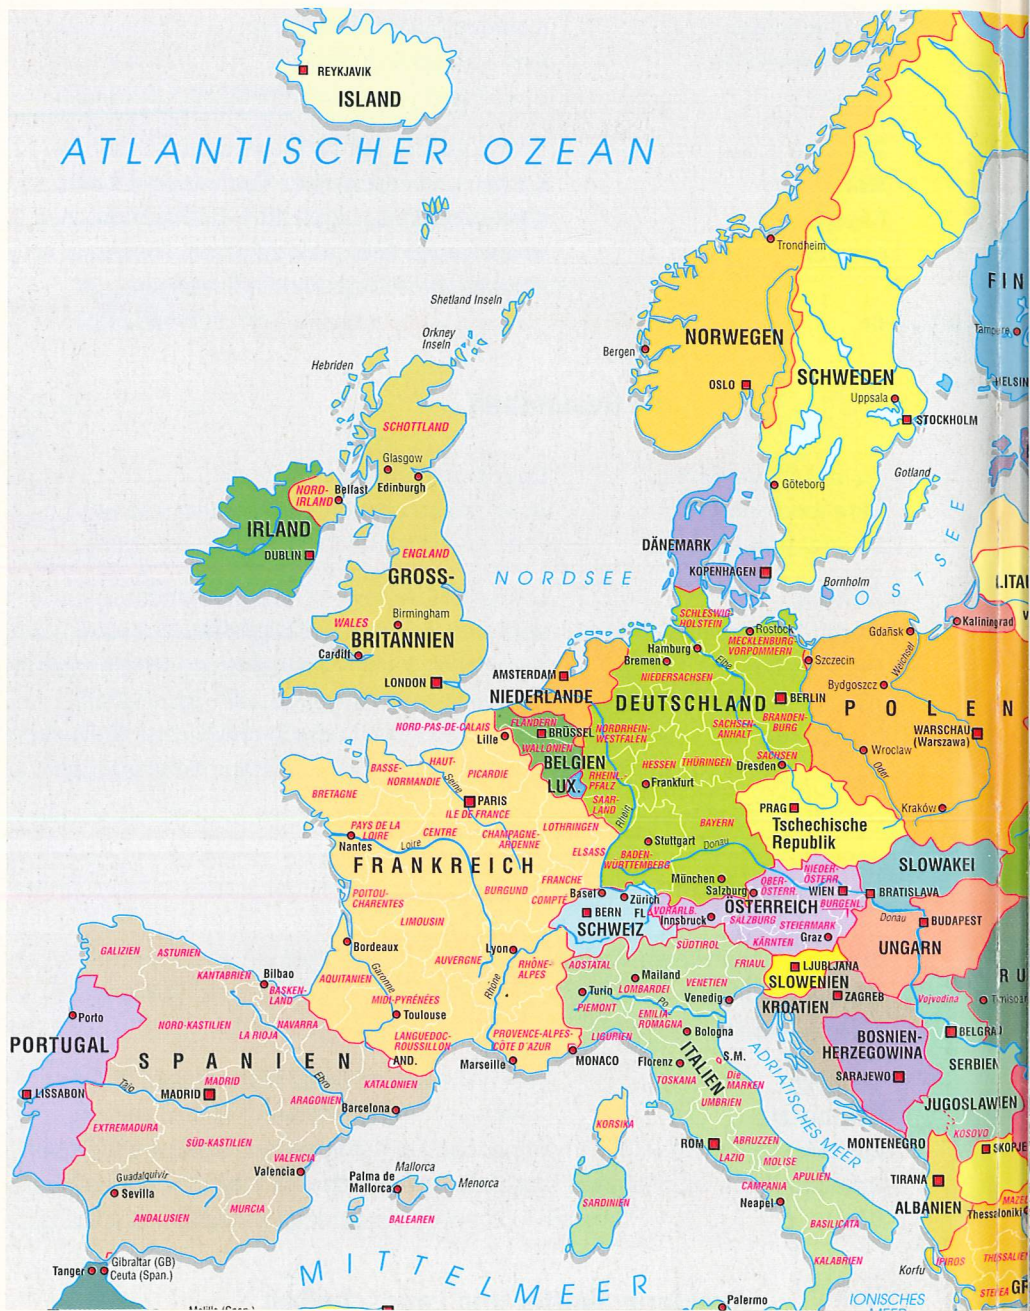 REYKJAVIK
ISLAND
ATLANTISCHER OZEAN
Trondheim
Shetland Inseln
Orkney
Inseln
Hebriden
FIN
Tampere
Bergen
NORWEGEN
OSLO
SCHWEDEN
Uppsala
HELSIN
STOCKHOLM
SCHOTTLAND
Glasgow
Edinburgh
Gotland
Göteborg
NORD-
IRLAND
Belfast
IRLAND
DUBLIN
ENGLAND
GROSS-
BRITANNIEN
NORDSEE
DÄNEMARK
KOPENHAGEN
Bornholm
OSTSEE
LITAU
Birmingham
WALES
Cardiff
LONDON
SCHLESWIG
HOLSTEIN
Rostock
MECKLENBURG-
VORPOMMERN
Hamburg
Bremen
Elbe
NIEDERSACHSEN
Gdańsk
Weichsel
Kaliningrad
Szczecin
Bydgoszcz
AMSTERDAM
NIEDERLANDE
DEUTSCHLAND
BERLIN
POLEN
NORD-PAS-DE-CALAIS
FLANDERN
Lille
BRÜSSEL
NORDRHEIN-
WESTFALEN
SACHSEN-
ANHALT
BRANDEN-
BURG
WARSCHAU
(Warszawa)
WALLONIEN
BELGIEN
LUX.
HESSEN
THÜRINGEN
SACHSEN
Dresden
Wroclaw
Oder
HAUT-
BASSE-
NORMANDIE
Seine
PICARDIE
RHEINL
PFALZ
Frankfurt
BRETAGNE
PARIS
ILE DE FRANCE
SAAR-
LAND
Rhein
PRAG
Tschechische
Republik
Kraków
PAYS DE LA
LOIRE
CENTRE
CHAMPAGNE-
ARDENNE
LOTHRINGEN
BAYERN
Nantes
Loire
ELSASS
Stuttgart
Donau
FRANKREICH
BADEN-
WÜRTTEMBERG
SLOWAKEI
München
Salzburg
OBER-
ÖSTERR.
NIEDER-
ÖSTERR.
WIEN
BRATISLAVA
POITOU-
CHARENTES
BURGUND
FRANCHE
COMPTE
Basel
Zürich
BERN
FL
SCHWEIZ
VORARLB.
Innsbruck
ÖSTERREICH
BURGENL.
SALZBURG
STEIERMARK
KÄRNTEN
Graz
Donau
BUDAPEST
UNGARN
LIMOUSIN
Bordeaux
Lyon
AUVERGNE
RHÔNE-
ALPES
Rhône
AOSTATAL
SÜDTIROL
FRIAUL
LJUBLJANA
SLOWENIEN
RU
AQUITANIEN
Garonne
Mailand
LOMBARDEI
VENETIEN
Venedig
Turin
PIEMONT
Po
EMILIA-
ROMAGNA
KROATIEN
ZAGREB
Vojvodina
BELGRAD
MIDI-PYRÉNÉES
Toulouse
LANGUEDOC-
ROUSSILLON
PROVENCE-ALPES-
CÔTE D'AZUR
LIGURIEN
Bologna
GALIZIEN
ASTURIEN
KANTABRIEN
Bilbao
BASKEN-
LAND
NAVARRA
NORD-KASTILIEN
LA RIOJA
Porto
PORTUGAL
SPANIEN
AND.
Marseille
MONACO
Florenz
S.M.
TOSKANA
ITALIEN
Die
MARKEN
UMBRIEN
ADRIATISCHES MEER
BOSNIEN-
HERZEGOWINA
SARAJEWO
SERBIEN
JUGOSLAWIEN
LISSABON
Tajo
MADRID
MADRID
Ebro
KATALONIEN
ARAGONIEN
Barcelona
KORSIKA
EXTREMADURA
SÜD-KASTILIEN
VALENCIA
Valencia
ROM
LAZIO
ABRUZZEN
MOLISE
APULIEN
MONTENEGRO
KOSOVO
SKOPJE
Palma de
Mallorca
Mallorca
Menorca
BALEAREN
SARDINIEN
CAMPANIA
Neapel
BASILICATA
KALABRIEN
TIRANA
ALBANIEN
Guadalquivir
Sevilla
ANDALUSIEN
MURCIA
Thessaloniki
EPIROS
THESSALIEN
Korfu
Gibraltar (GB)
Ceuta (Span.)
Tanger
MITTELMEER
Palermo
IONISCHES
GR